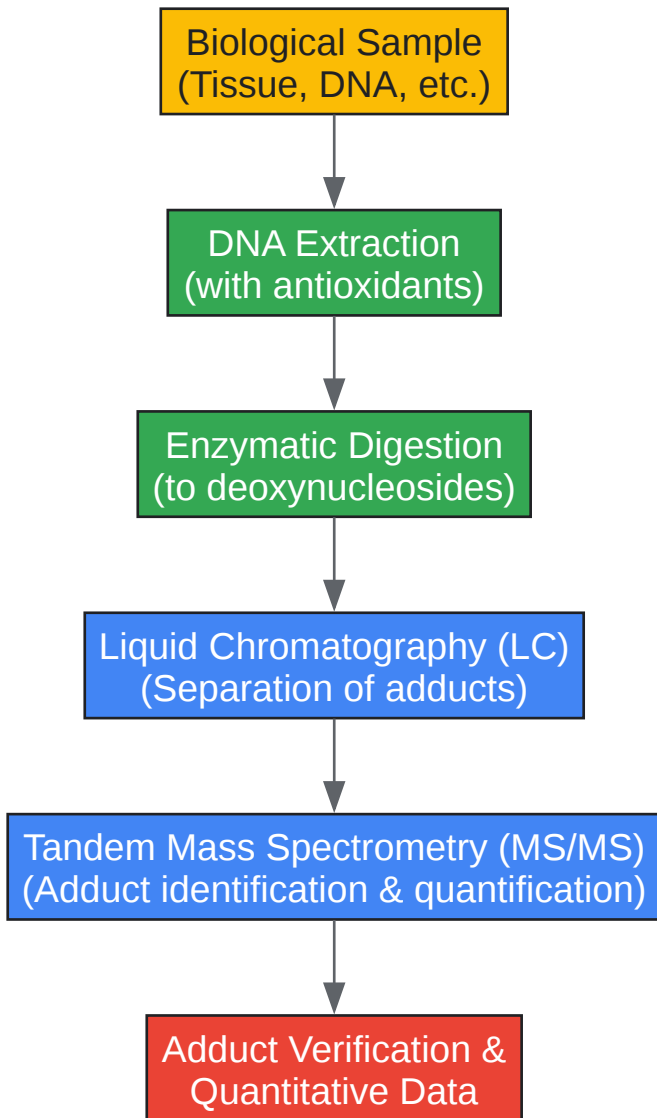 Biological Sample
(Tissue, DNA, etc.)
DNA Extraction
(with antioxidants)
Enzymatic Digestion
(to deoxynucleosides)
Liquid Chromatography (LC)
(Separation of adducts)
Tandem Mass Spectrometry (MS/MS)
(Adduct identification & quantification)
Adduct Verification &
Quantitative Data